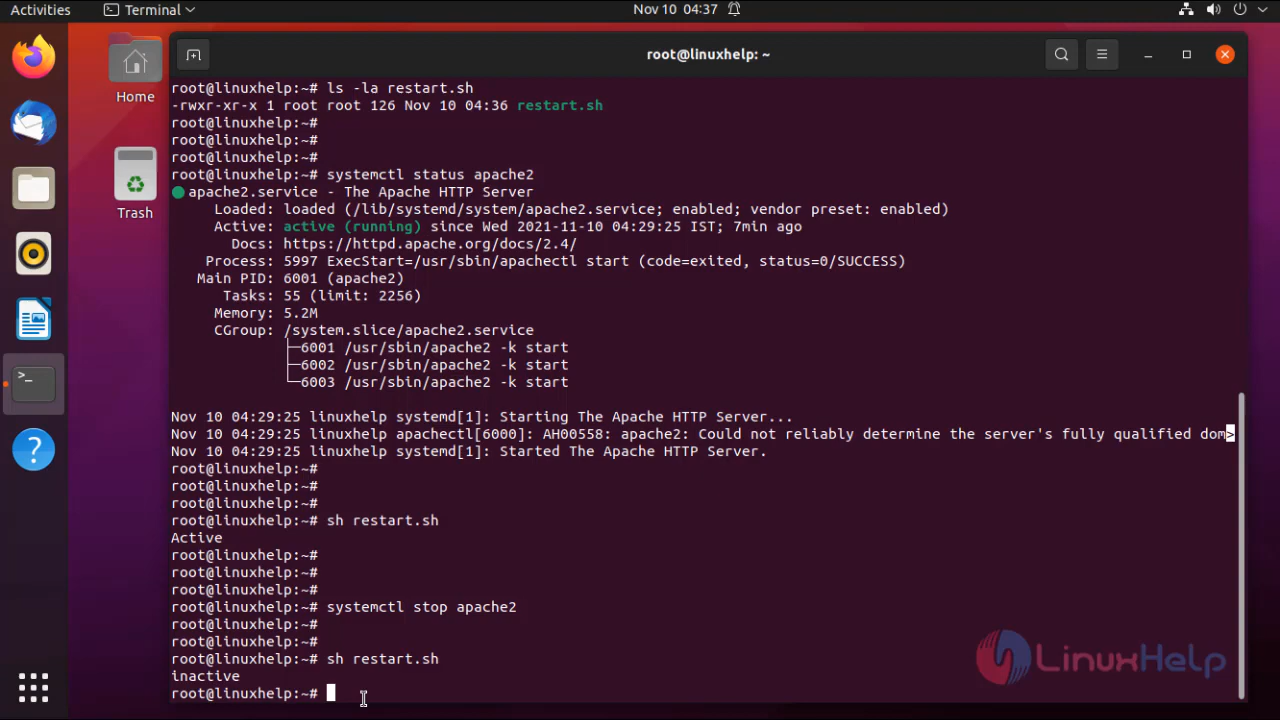 Activities
Terminal
Nov 10 04:37
root@linuxhelp: ~
Home
Trash
root@linuxhelp:~# ls -la restart.sh
-rwxr-xr-x 1 root root 126 Nov 10 04:36 restart.sh
root@linuxhelp:~#
root@linuxhelp:~#
root@linuxhelp:~#
root@linuxhelp:~# systemctl status apache2
apache2.service - The Apache HTTP Server
Loaded: loaded (/lib/systemd/system/apache2.service; enabled; vendor preset: enabled)
Active: active (running) since Wed 2021-11-10 04:29:25 IST; 7min ago
Docs: https://httpd.apache.org/docs/2.4/
Process: 5997 ExecStart=/usr/sbin/apachectl start (code=exited, status=0/SUCCESS)
Main PID: 6001 (apache2)
Tasks: 55 (limit: 2256)
Memory: 5.2M
CGroup: /system.slice/apache2.service
├─6001 /usr/sbin/apache2 -k start
├─6002 /usr/sbin/apache2 -k start
└─6003 /usr/sbin/apache2 -k start
Nov 10 04:29:25 linuxhelp systemd[1]: Starting The Apache HTTP Server...
Nov 10 04:29:25 linuxhelp apachectl[6000]: AH00558: apache2: Could not reliably determine the server's fully qualified dom>
Nov 10 04:29:25 linuxhelp systemd[1]: Started The Apache HTTP Server.
root@linuxhelp:~#
root@linuxhelp:~#
root@linuxhelp:~#
root@linuxhelp:~# sh restart.sh
Active
root@linuxhelp:~#
root@linuxhelp:~#
root@linuxhelp:~#
root@linuxhelp:~# systemctl stop apache2
root@linuxhelp:~#
root@linuxhelp:~#
root@linuxhelp:~# sh restart.sh
inactive
root@linuxhelp:~#
LinuxHelp